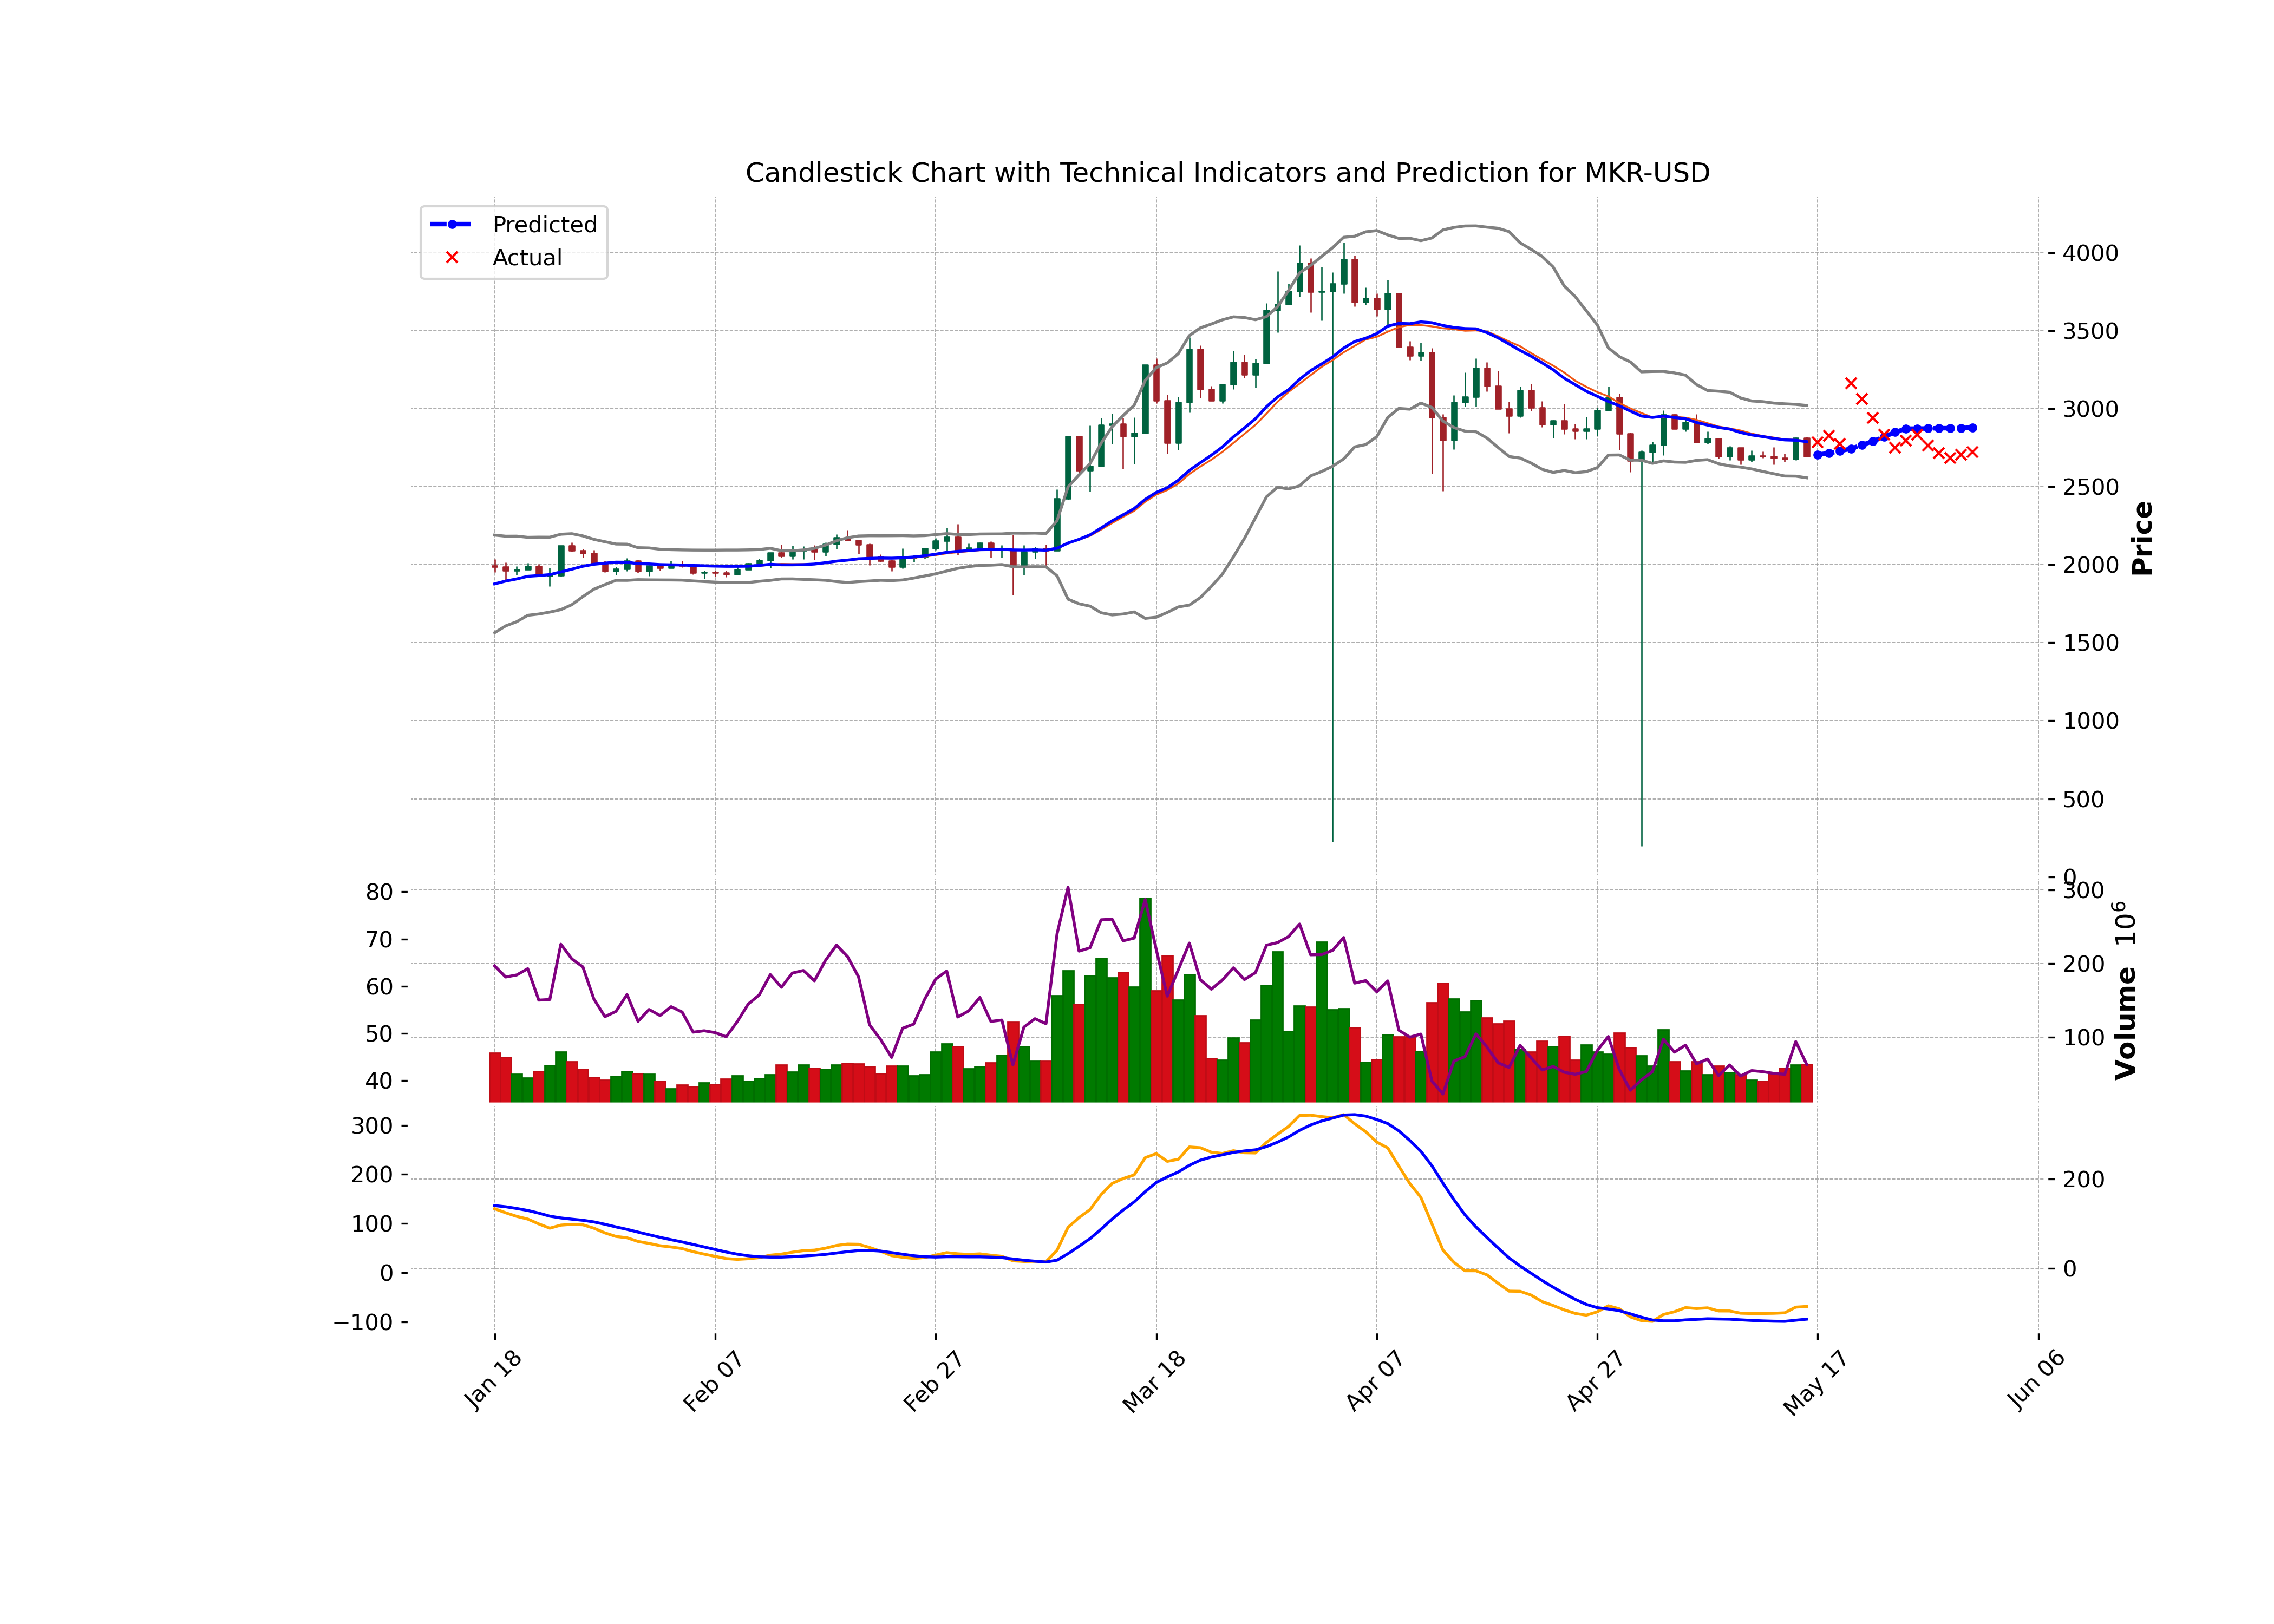 Candlestick Chart with Technical Indicators and Prediction for MKR-USD
Predicted
Actual
4000
3500
3000
2500
2000
1500
1000
500
0
Price
80
70
60
50
40
300
200
100
Volume 10^6
300
200
100
0
−100
200
0
Jan 18
Feb 07
Feb 27
Mar 18
Apr 07
Apr 27
May 17
Jun 06